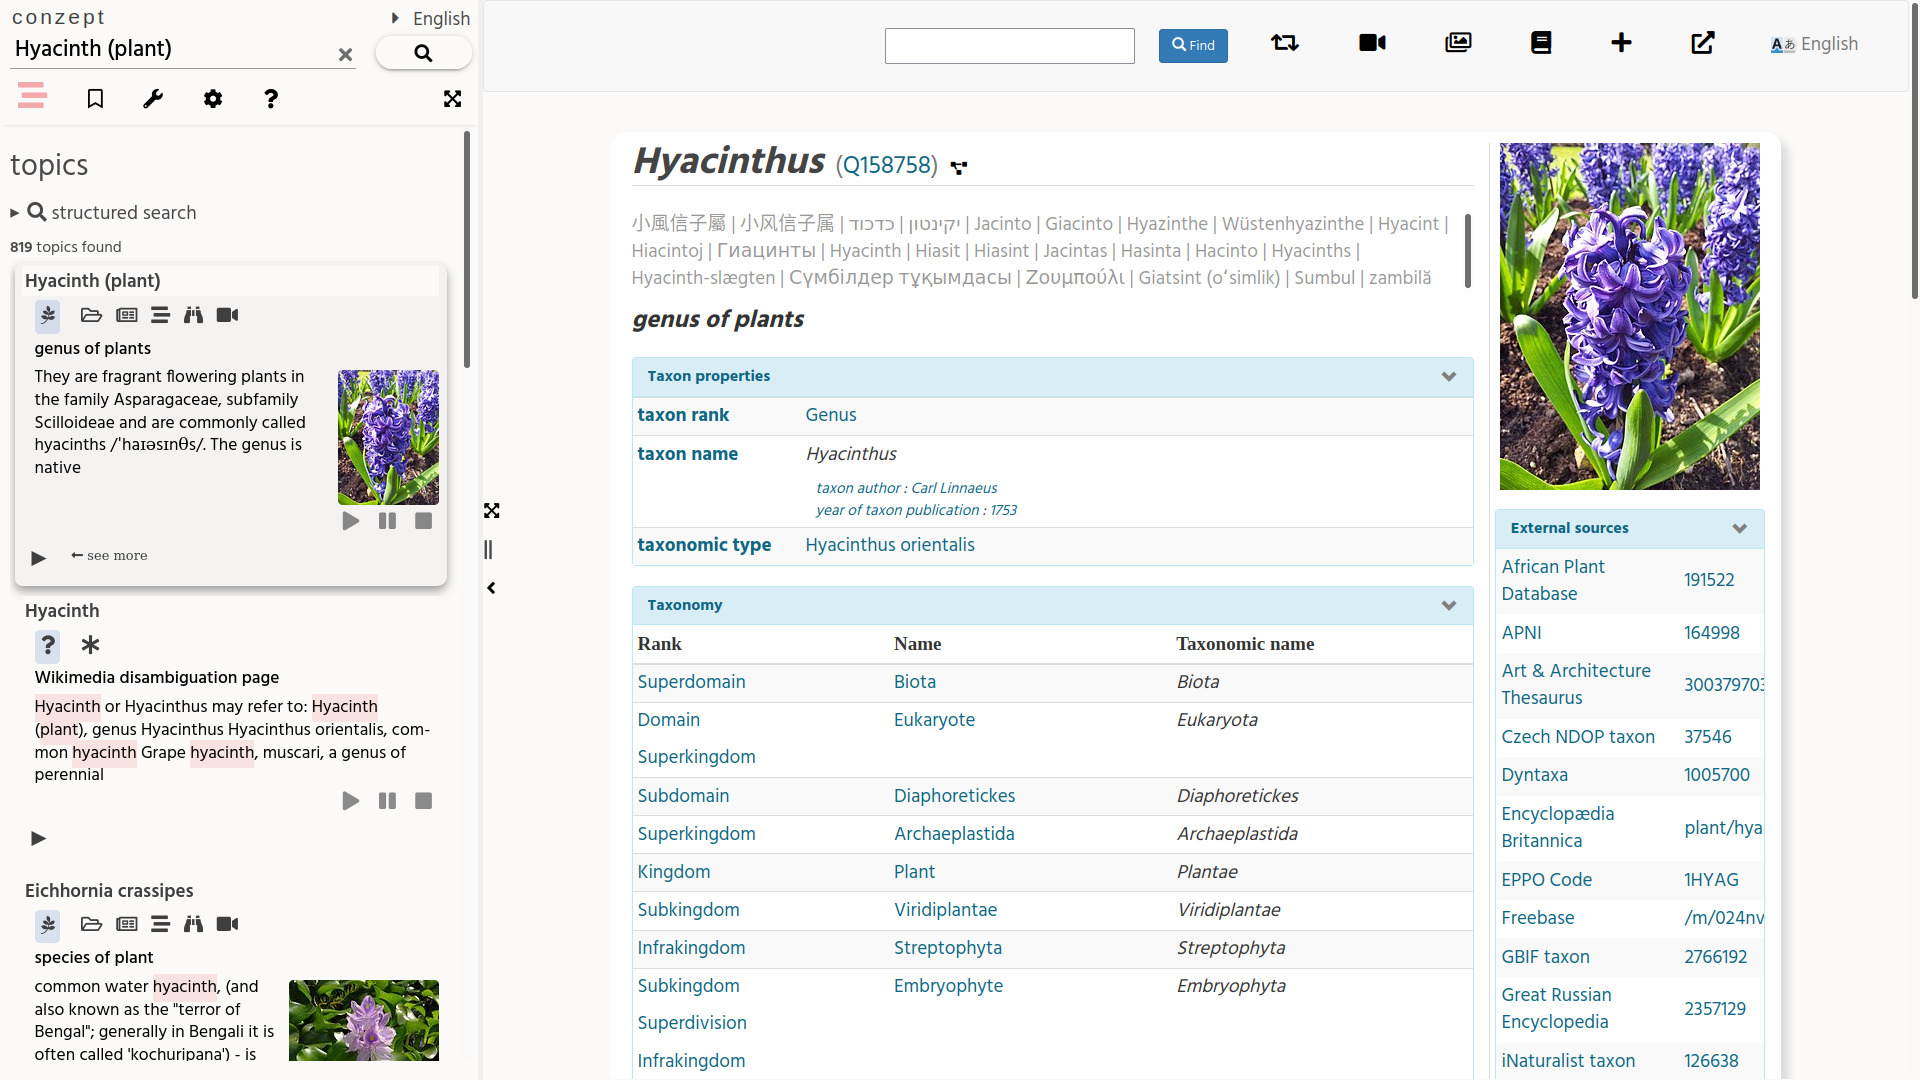 conzept
English
Hyacinth (plant)
topics
structured search
819 topics found
Hyacinth (plant)
genus of plants
They are fragrant flowering plants in
the family Asparagaceae, subfamily
Scilloideae and are commonly called
hyacinths /ˈhaɪəsɪnθs/. The genus is
native
see more
Hyacinth
Wikimedia disambiguation page
Hyacinth or Hyacinthus may refer to: Hyacinth
(plant), genus Hyacinthus Hyacinthus orientalis, com-
mon hyacinth Grape hyacinth, muscari, a genus of
perennial
Eichhornia crassipes
species of plant
common water hyacinth, (and
also known as the "terror of
Bengal"; generally in Bengali it is
often called 'kochuripana') - is
Find
English
Hyacinthus (Q158758)
小風信子屬 | 小风信子属 | יקינטון | כדכוד | Jacinto | Giacinto | Hyazinthe | Wüstenhyazinthe | Hyacint |
Hiacintoj | Гиацинты | Hyacinth | Hiasit | Hiasint | Jacintas | Hasinta | Hacinto | Hyacinths |
Hyacinth-slægten | Сүмбілдер тұқымдасы | Ζουμπούλι | Giatsint (oʻsimlik) | Sumbul | zambilă
genus of plants
Taxon properties
taxon rank Genus
taxon name Hyacinthus
taxon author : Carl Linnaeus
year of taxon publication : 1753
taxonomic type Hyacinthus orientalis
Taxonomy
Rank Name Taxonomic name
Superdomain Biota Biota
Domain Eukaryote Eukaryota
Superkingdom
Subdomain Diaphoretickes Diaphoretickes
Superkingdom Archaeplastida Archaeplastida
Kingdom Plant Plantae
Subkingdom Viridiplantae Viridiplantae
Infrakingdom Streptophyta Streptophyta
Subkingdom Embryophyte Embryophyta
Superdivision
Infrakingdom
External sources
African Plant
Database 191522
APNI 164998
Art & Architecture
Thesaurus 300379703
Czech NDOP taxon 37546
Dyntaxa 1005700
Encyclopædia
Britannica plant/hya
EPPO Code 1HYAG
Freebase /m/024nv
GBIF taxon 2766192
Great Russian
Encyclopedia 2357129
iNaturalist taxon 126638